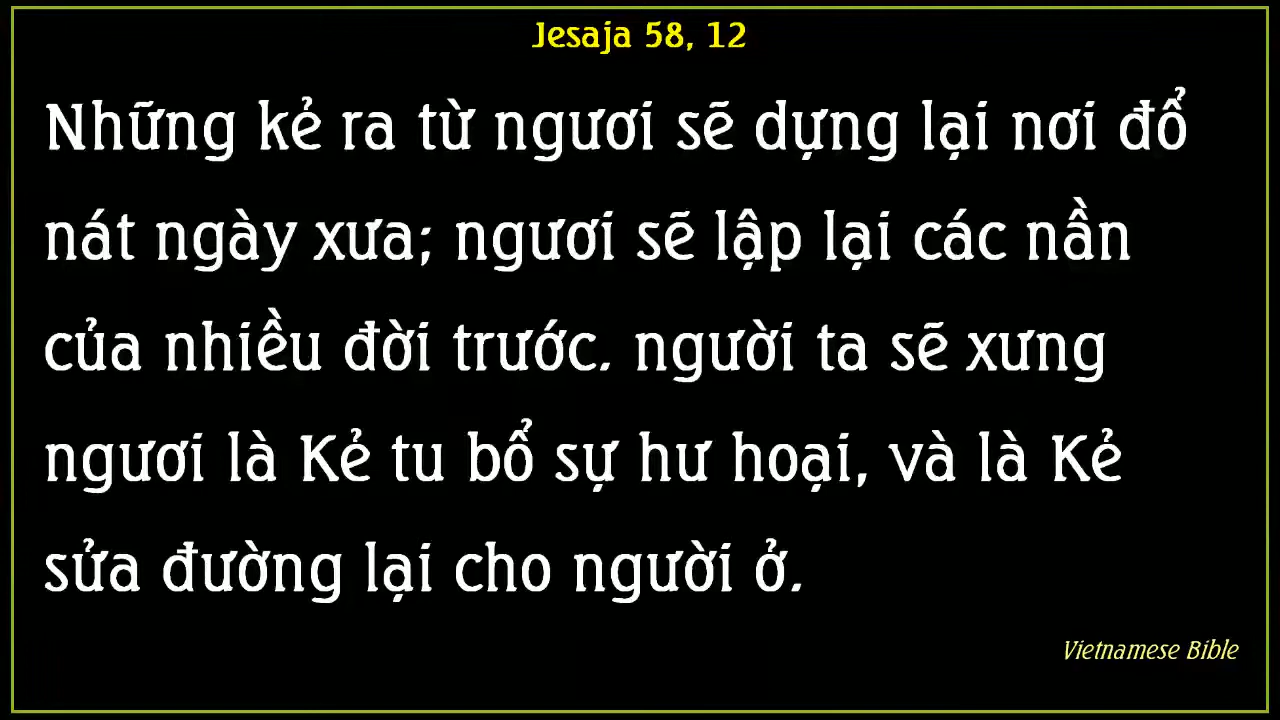 Jesaja 58, 12
Những kẻ ra từ ngươi sẽ dựng lại nơi đổ
nát ngày xưa; ngươi sẽ lập lại các nần
của nhiều đời trước. người ta sẽ xưng
ngươi là Kẻ tu bổ sự hư hoại, và là Kẻ
sửa đường lại cho người ở.
Vietnamese Bible